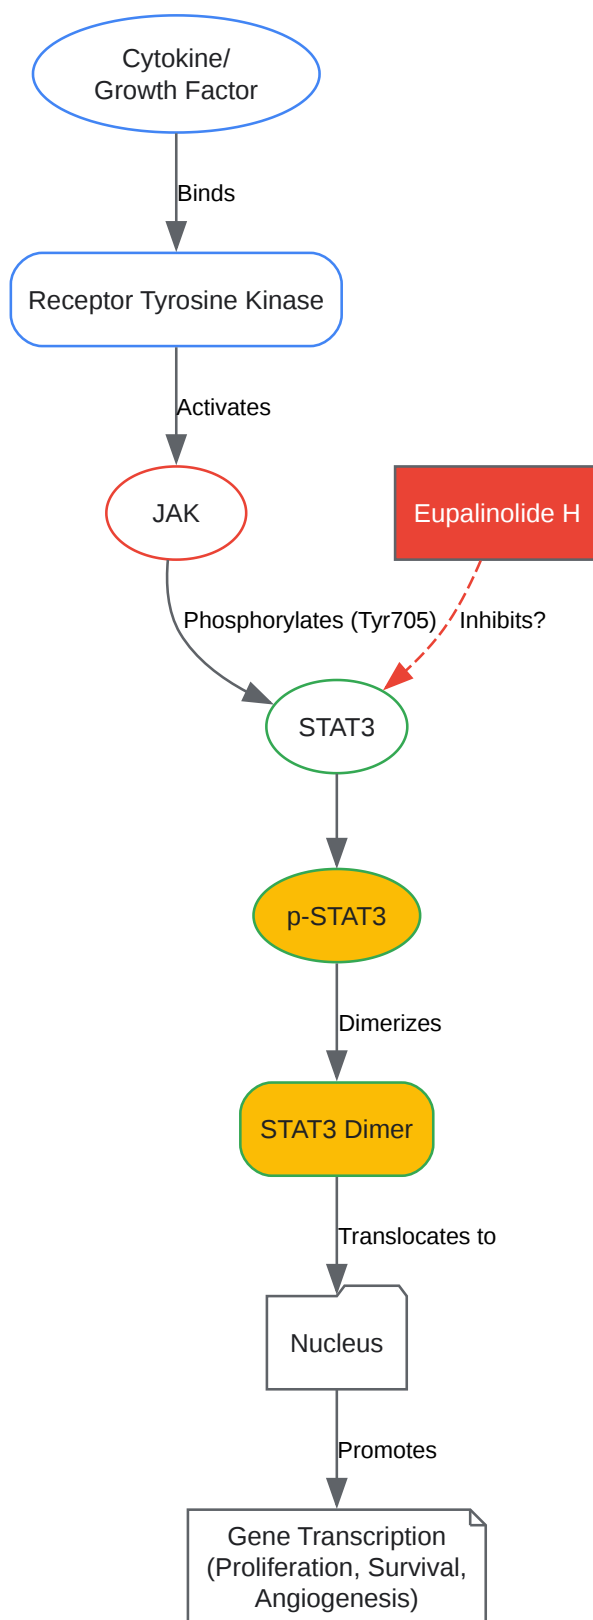 Cytokine/
Growth Factor
Binds
Receptor Tyrosine Kinase
Activates
JAK
Eupalinolide H
Phosphorylates (Tyr705)
Inhibits?
STAT3
p-STAT3
Dimerizes
STAT3 Dimer
Translocates to
Nucleus
Promotes
Gene Transcription
(Proliferation, Survival,
Angiogenesis)